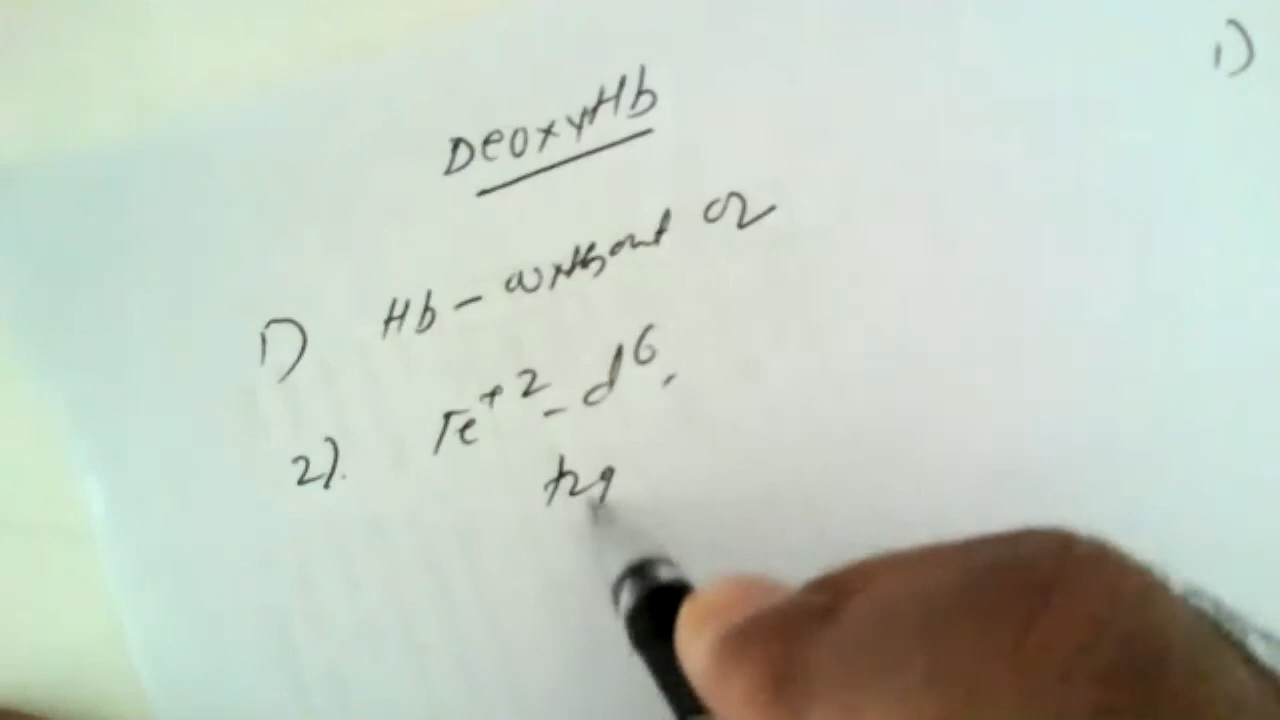 DeoxyHb
1) Hb - without O2
2). Fe+2 - d6,
t2g
1)